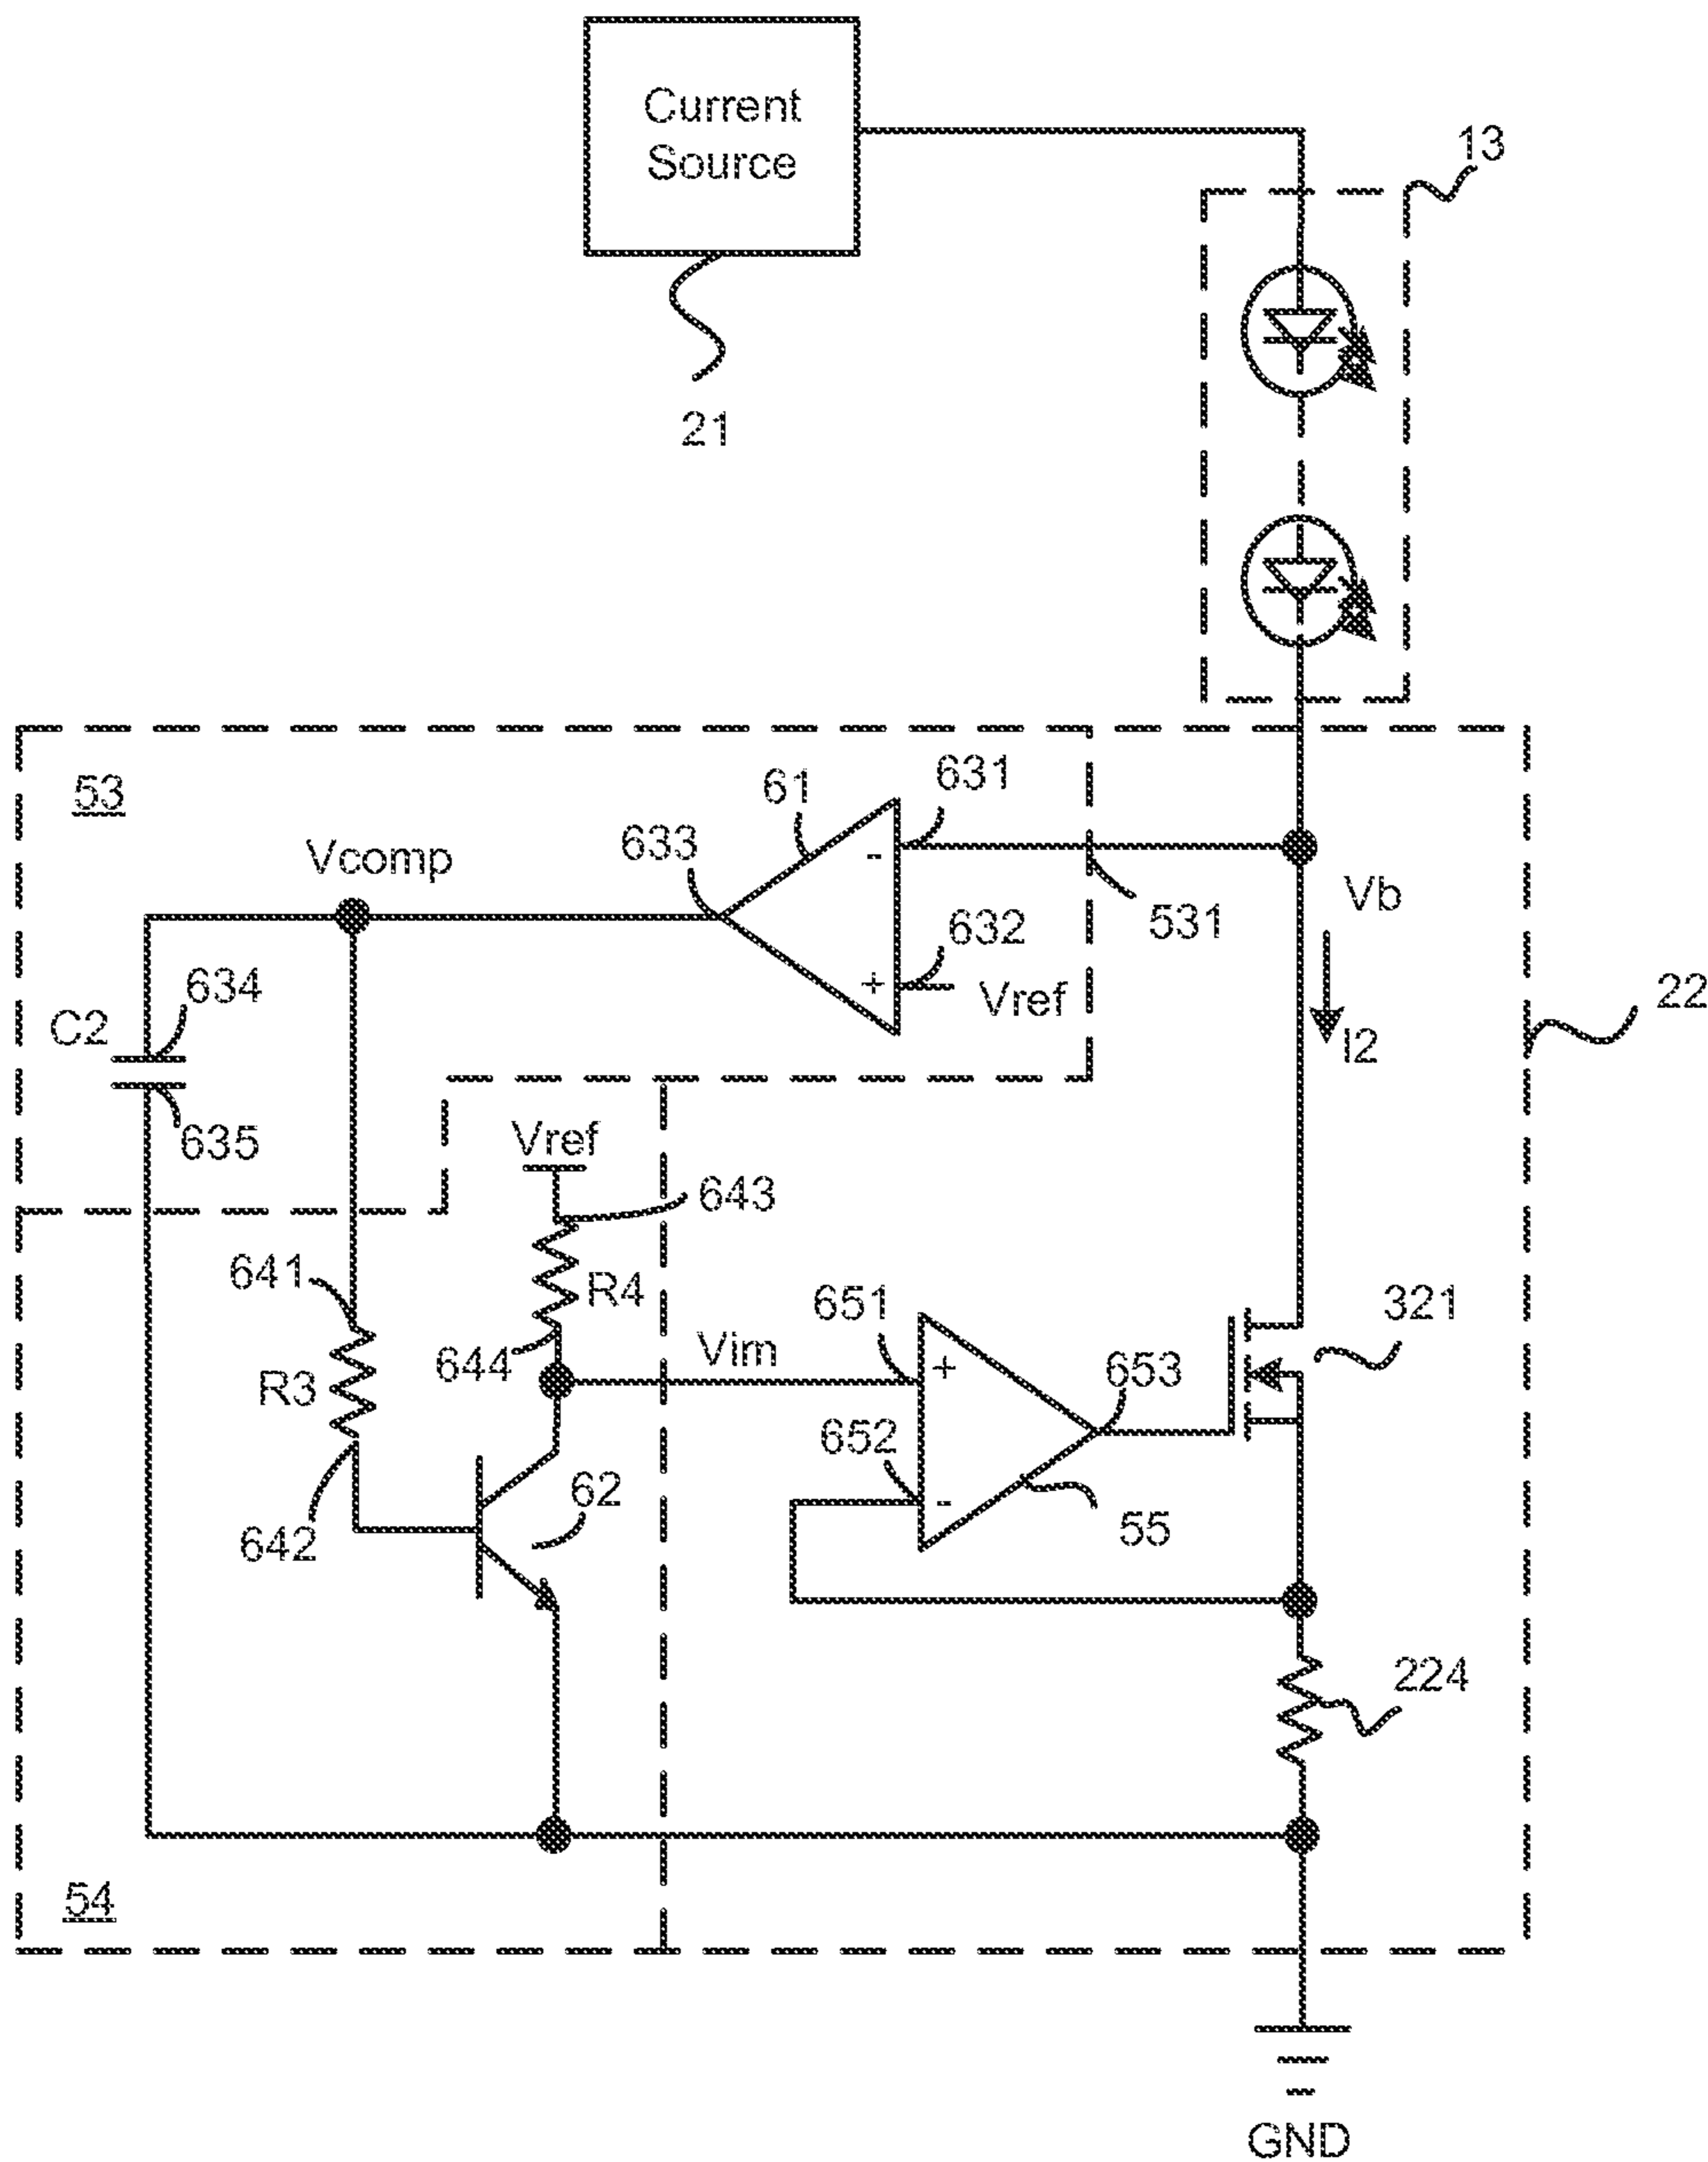 Current
Source
13
21
53
61
631
633
Vcomp
-
531
Vb
632
+
Vref
634
C2
22
I2
635
Vref
643
641
R4
651
321
644
Vim
+
653
R3
652
62
-
55
642
224
54
GND